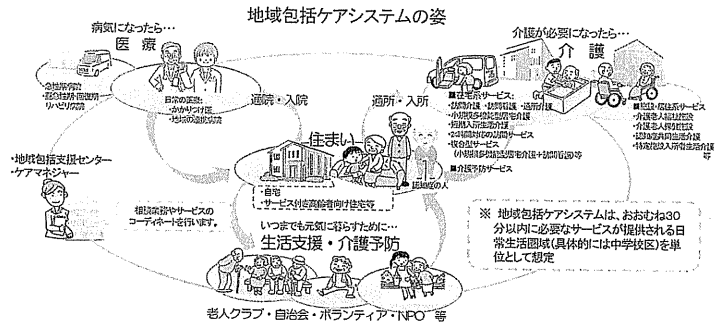 地域包括ケアシステムの姿
病気になったら…
医療
・急性期病院
・亜急性期・回復期
リハビリ病院
日常の医療：
・かかりつけ医
・地域の連携病院
通院・入院
通所・入所
介護が必要になったら…
介護
■在宅系サービス：
・訪問介護・訪問看護・通所介護
・小規模多機能型居宅介護
・短期入所生活介護
・24時間対応の訪問サービス
・複合型サービス
（小規模多機能型居宅介護＋訪問看護）等
■介護予防サービス
■施設・居住系サービス
・介護老人福祉施設
・介護老人保健施設
・認知症共同生活介護
・特定施設入所者生活介護
等
住まい
認知症の人
・自宅
・サービス付き高齢者向け住宅等
・地域包括支援センター
・ケアマネジャー
相談業務やサービスの
コーディネートを行います。
いつまでも元気に暮らすために…
生活支援・介護予防
老人クラブ・自治会・ボランティア・NPO 等
※ 地域包括ケアシステムは、おおむね30
分以内に必要なサービスが提供される日
常生活圏域（具体的には中学校区）を単
位として想定